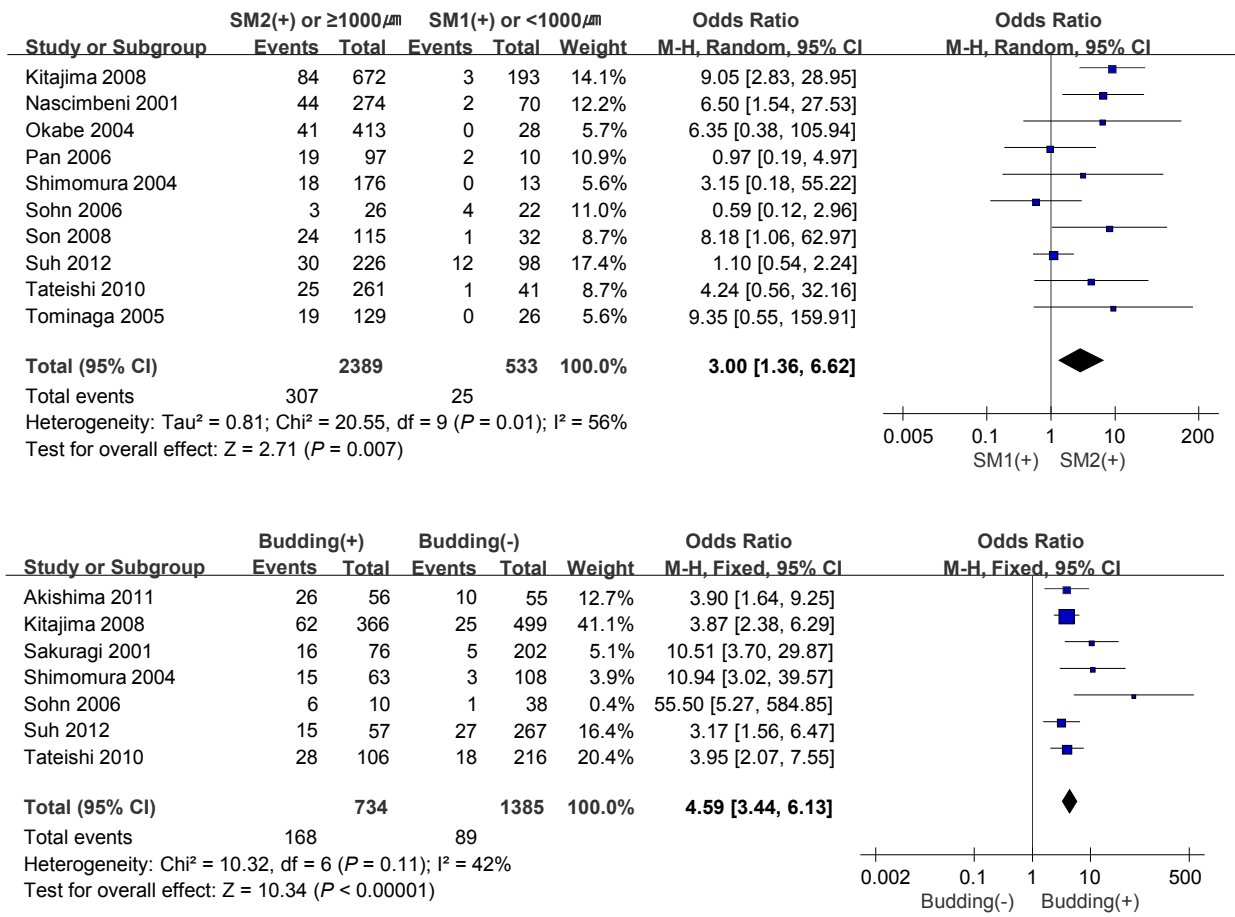 SM2(+) or ≥1000㎛ SM1(+) or <1000㎛ Odds Ratio Odds Ratio
Study or Subgroup Events Total Events Total Weight M-H, Random, 95% CI M-H, Random, 95% CI
Kitajima 2008 84 672 3 193 14.1% 9.05 [2.83, 28.95]
Nascimbeni 2001 44 274 2 70 12.2% 6.50 [1.54, 27.53]
Okabe 2004 41 413 0 28 5.7% 6.35 [0.38, 105.94]
Pan 2006 19 97 2 10 10.9% 0.97 [0.19, 4.97]
Shimomura 2004 18 176 0 13 5.6% 3.15 [0.18, 55.22]
Sohn 2006 3 26 4 22 11.0% 0.59 [0.12, 2.96]
Son 2008 24 115 1 32 8.7% 8.18 [1.06, 62.97]
Suh 2012 30 226 12 98 17.4% 1.10 [0.54, 2.24]
Tateishi 2010 25 261 1 41 8.7% 4.24 [0.56, 32.16]
Tominaga 2005 19 129 0 26 5.6% 9.35 [0.55, 159.91]
Total (95% CI) 2389 533 100.0% 3.00 [1.36, 6.62]
Total events 307 25
Heterogeneity: Tau² = 0.81; Chi² = 20.55, df = 9 (P = 0.01); I² = 56%
Test for overall effect: Z = 2.71 (P = 0.007)
0.005 0.1 1 10 200
SM1(+) SM2(+)
Budding(+) Budding(-) Odds Ratio Odds Ratio
Study or Subgroup Events Total Events Total Weight M-H, Fixed, 95% CI M-H, Fixed, 95% CI
Akishima 2011 26 56 10 55 12.7% 3.90 [1.64, 9.25]
Kitajima 2008 62 366 25 499 41.1% 3.87 [2.38, 6.29]
Sakuragi 2001 16 76 5 202 5.1% 10.51 [3.70, 29.87]
Shimomura 2004 15 63 3 108 3.9% 10.94 [3.02, 39.57]
Sohn 2006 6 10 1 38 0.4% 55.50 [5.27, 584.85]
Suh 2012 15 57 27 267 16.4% 3.17 [1.56, 6.47]
Tateishi 2010 28 106 18 216 20.4% 3.95 [2.07, 7.55]
Total (95% CI) 734 1385 100.0% 4.59 [3.44, 6.13]
Total events 168 89
Heterogeneity: Chi² = 10.32, df = 6 (P = 0.11); I² = 42%
Test for overall effect: Z = 10.34 (P < 0.00001)
0.002 0.1 1 10 500
Budding(-) Budding(+)